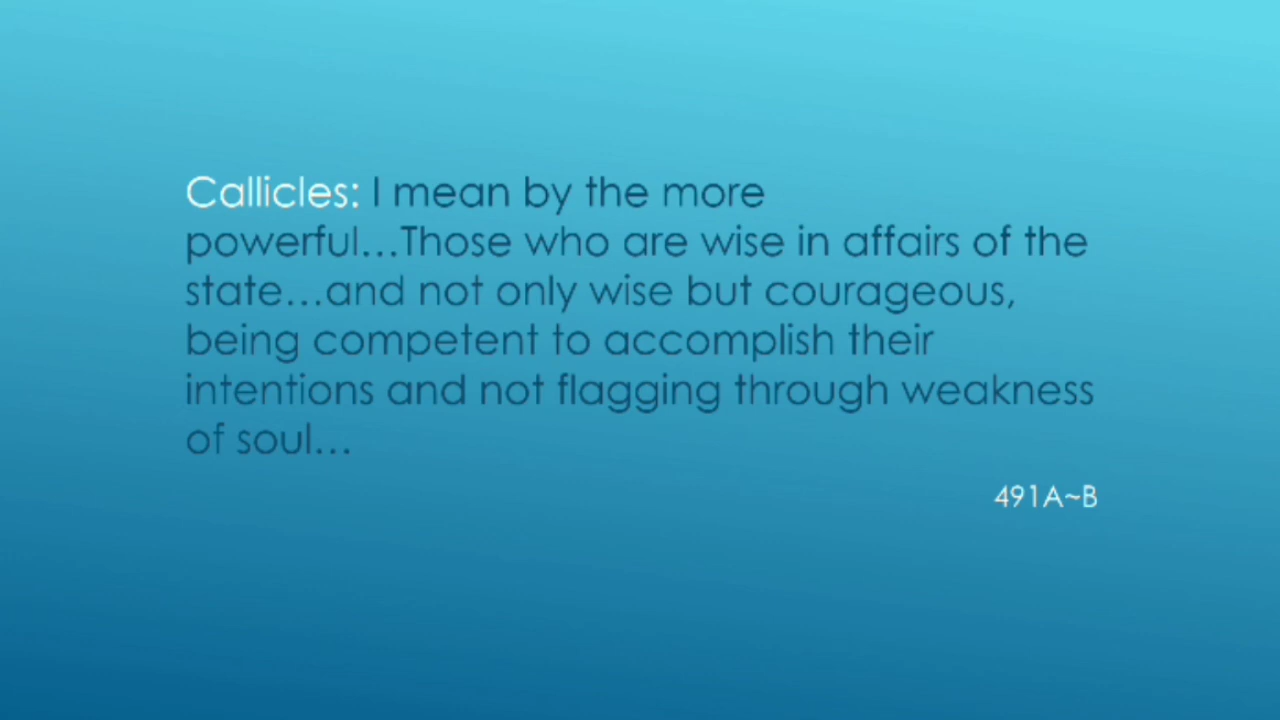 Callicles: I mean by the more
powerful...Those who are wise in affairs of the
state...and not only wise but courageous,
being competent to accomplish their
intentions and not flagging through weakness
of soul...
491A~B